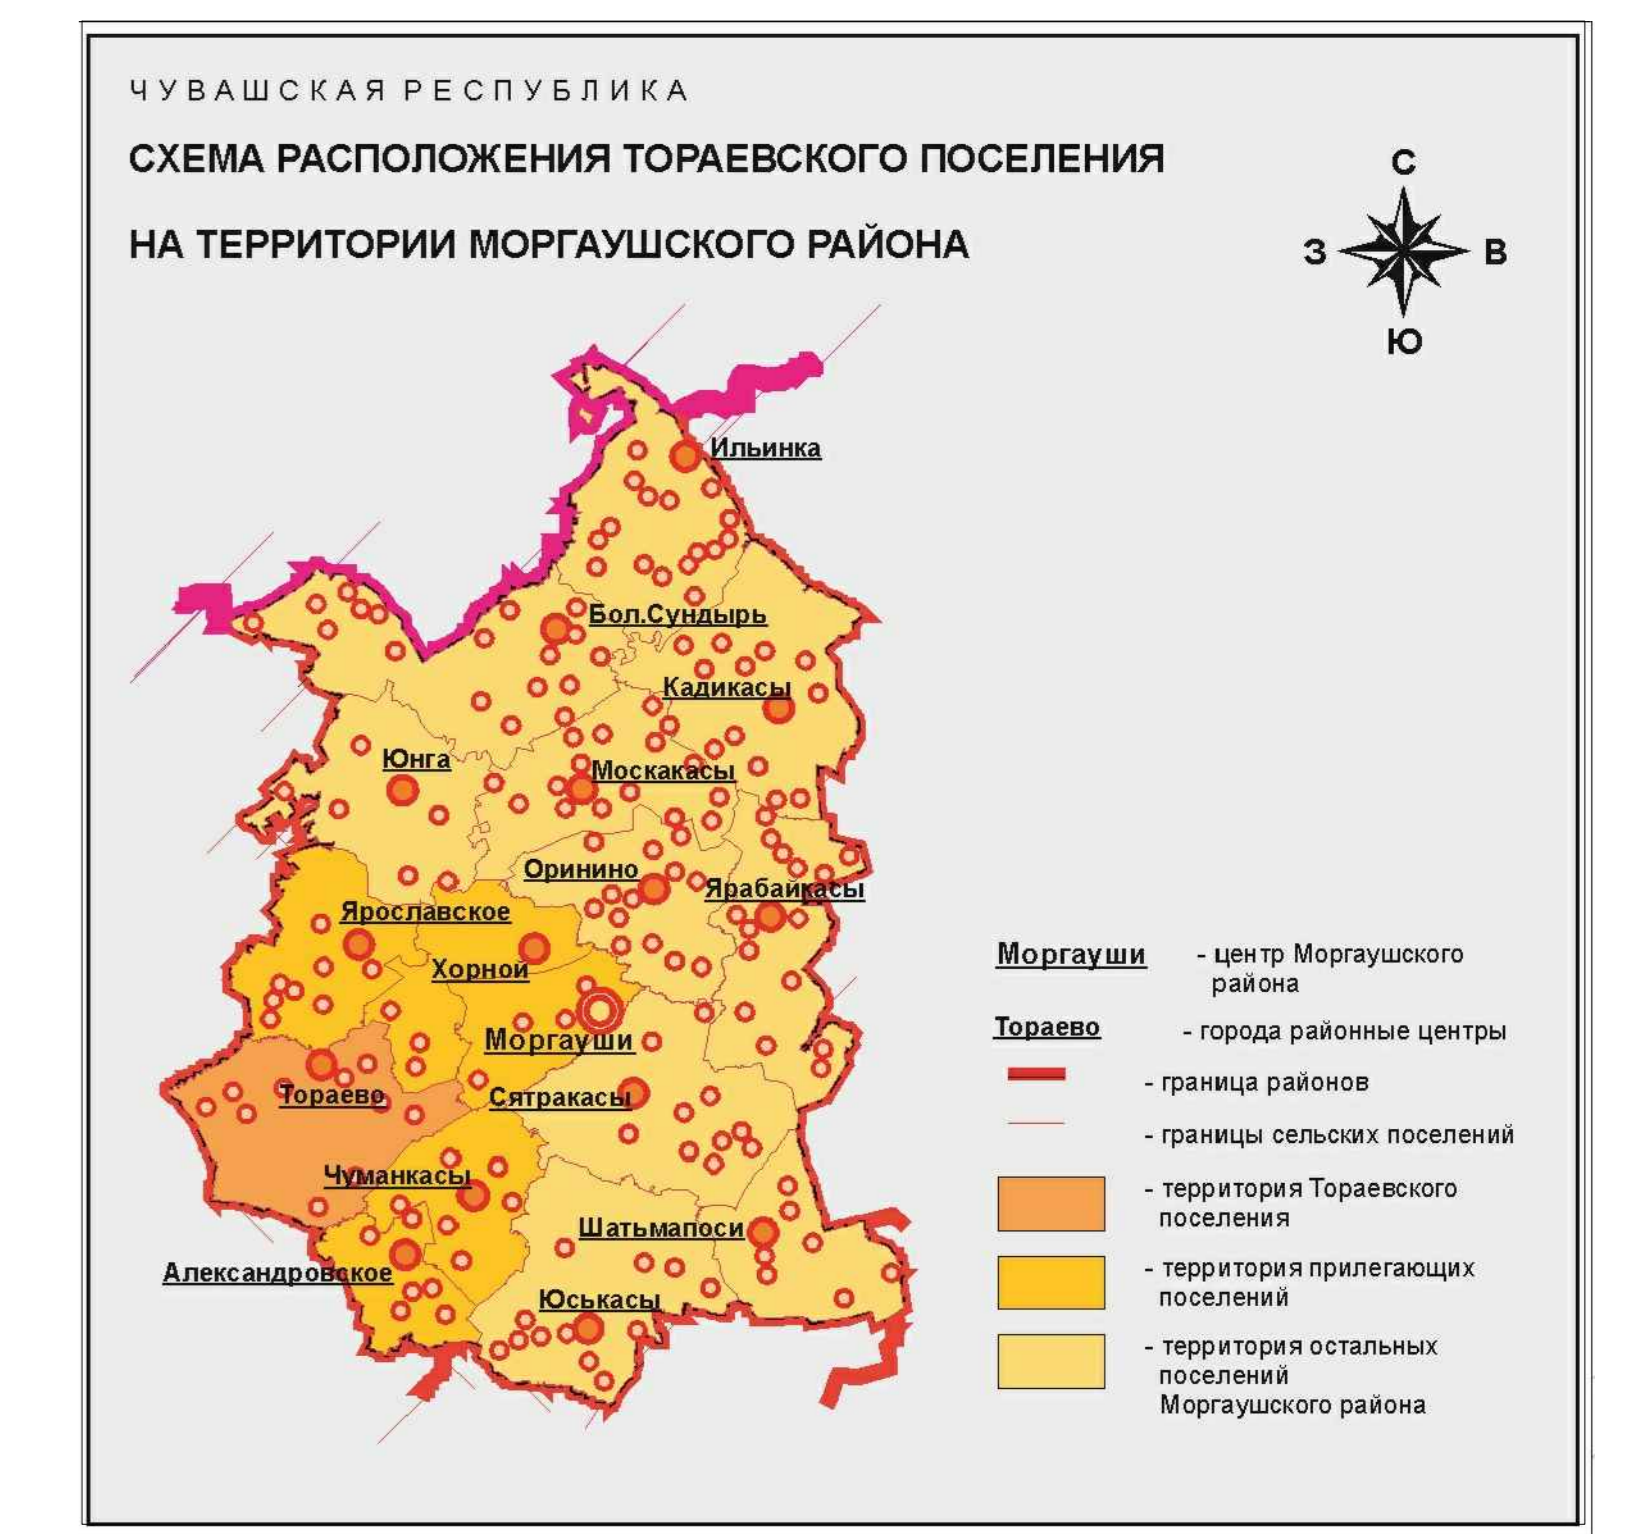 ЧУВАШСКАЯ РЕСПУБЛИКА
СХЕМА РАСПОЛОЖЕНИЯ ТОРАЕВСКОГО ПОСЕЛЕНИЯ
НА ТЕРРИТОРИИ МОРГАУШСКОГО РАЙОНА
С
З
В
Ю
Ильинка
Бол.Сундырь
Кадикасы
Юнга
Москакасы
Оринино
Ярабайкасы
Ярославское
Хорной
Моргауши
Тораево
Сятракасы
Чуманкасы
Шатьмапоси
Александровское
Юськасы
Моргауши - центр Моргаушского
района
Тораево - города районные центры
- граница районов
- границы сельских поселений
- территория Тораевского
поселения
- территория прилегающих
поселений
- территория остальных
поселений
Моргаушского района